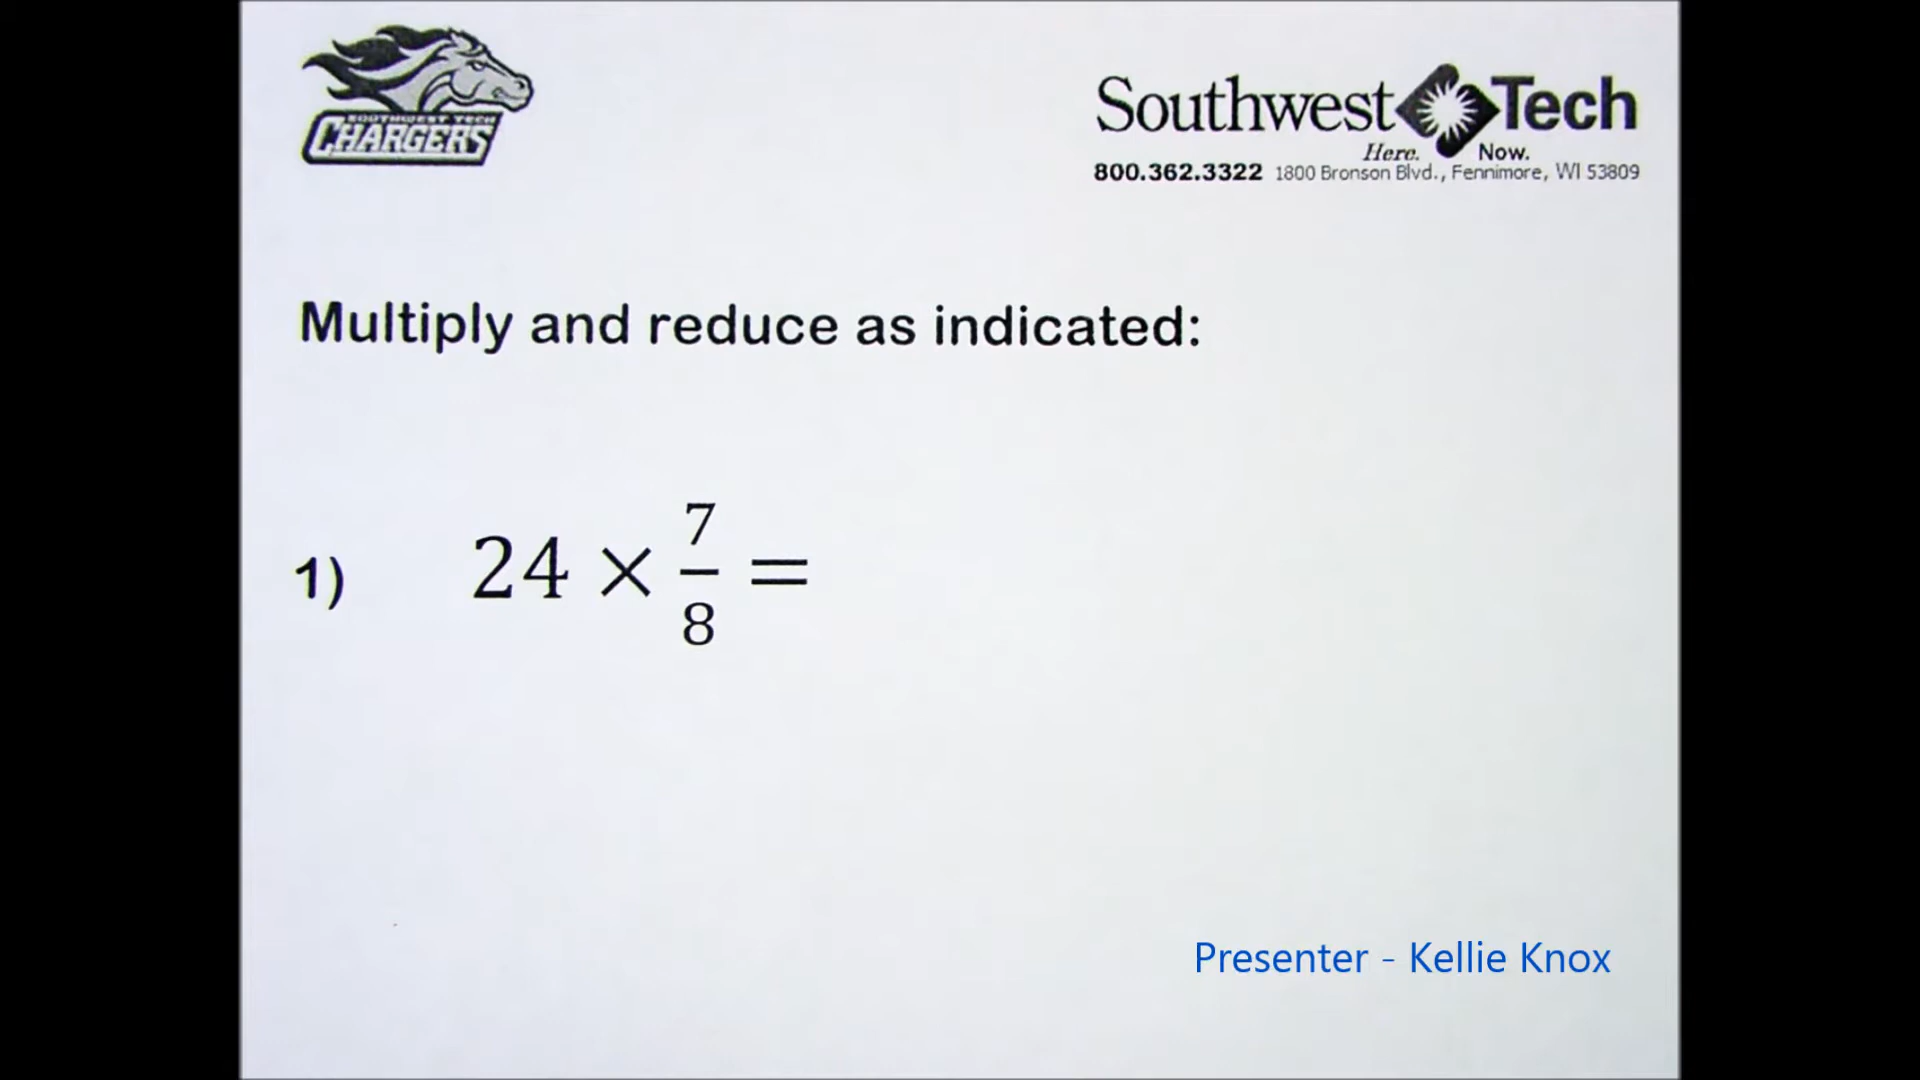 SOUTHWEST TECH
CHARGERS
Southwest Tech
Here. Now.
800.362.3322 1800 Bronson Blvd., Fennimore, WI 53809
Multiply and reduce as indicated:
1) 24 × 7/8 =
Presenter - Kellie Knox